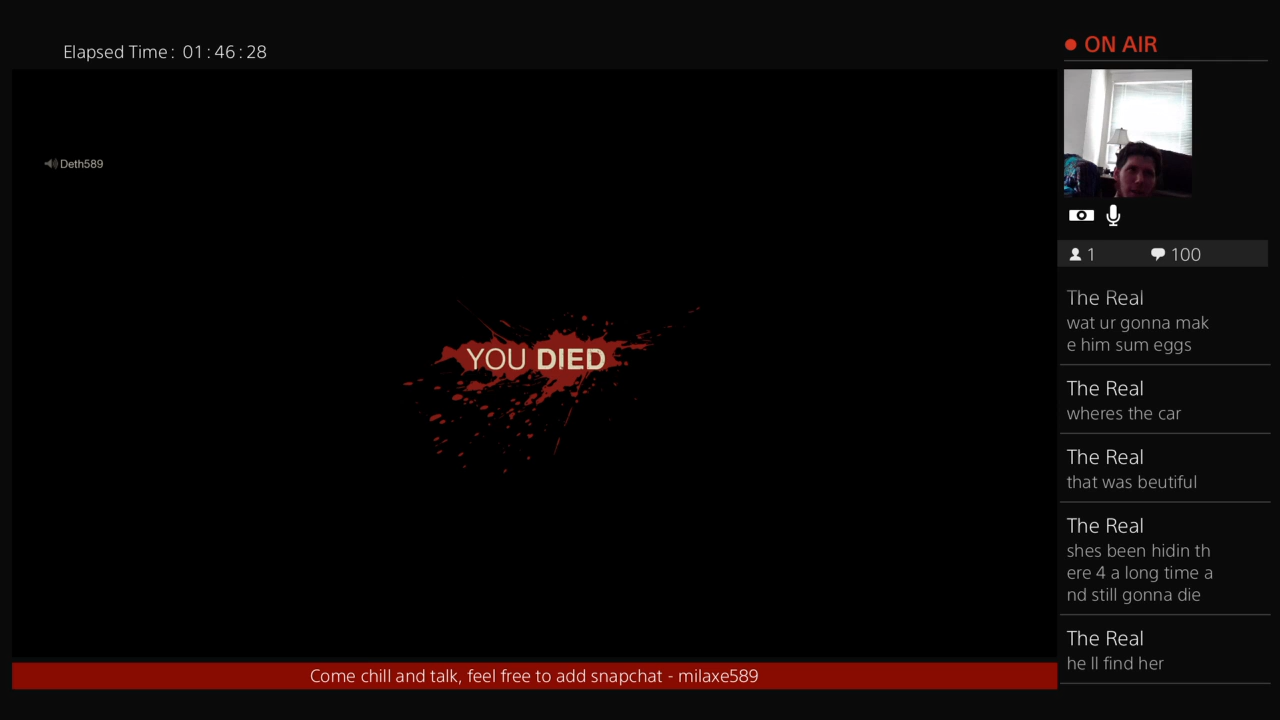 Elapsed Time: 01:46:28
ON AIR
Deth589
1
100
The Real
wat ur gonna mak
e him sum eggs
The Real
wheres the car
The Real
that was beutiful
The Real
shes been hidin th
ere 4 a long time a
nd still gonna die
The Real
he ll find her
YOU DIED
Come chill and talk, feel free to add snapchat - milaxe589